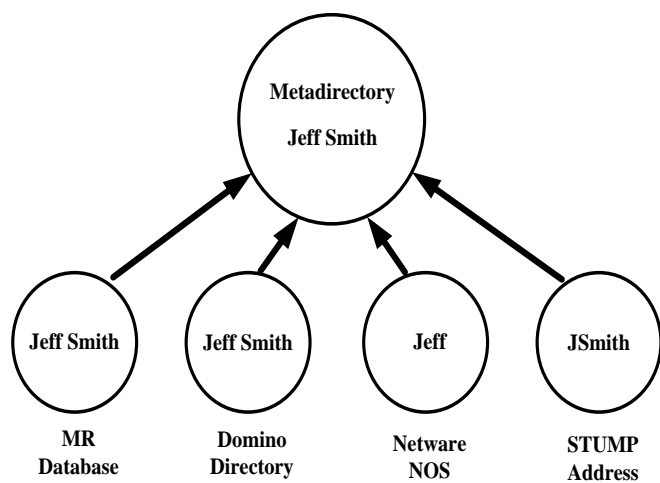 Metadirectory
Jeff Smith
Jeff Smith
Jeff Smith
Jeff
JSmith
MR
Database
Domino
Directory
Netware
NOS
STUMP
Address